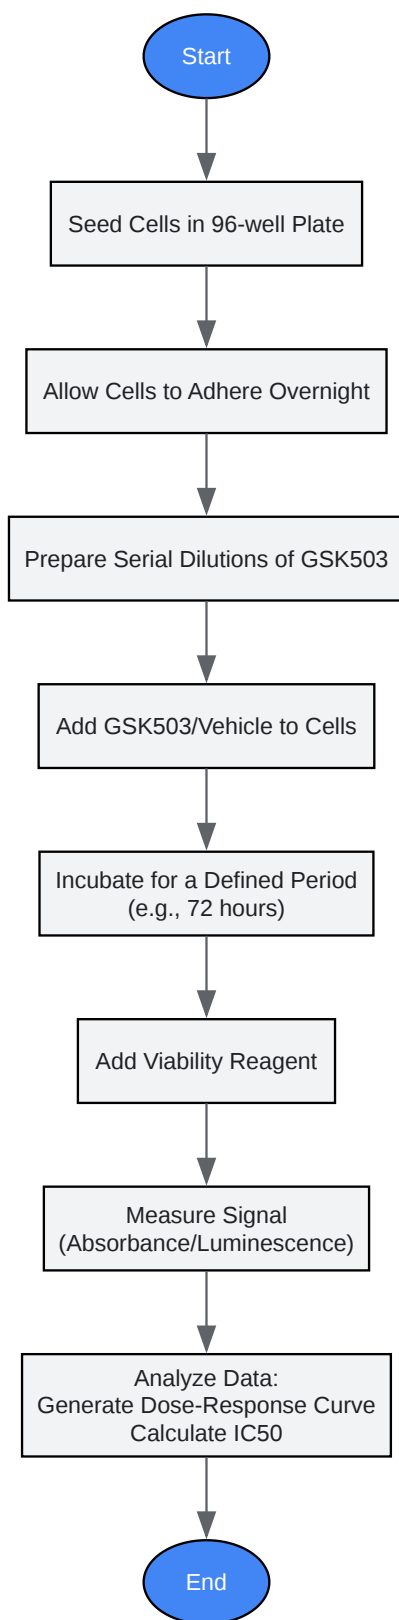 Start
Seed Cells in 96-well Plate
Allow Cells to Adhere Overnight
Prepare Serial Dilutions of GSK503
Add GSK503/Vehicle to Cells
Incubate for a Defined Period
(e.g., 72 hours)
Add Viability Reagent
Measure Signal
(Absorbance/Luminescence)
Analyze Data:
Generate Dose-Response Curve
Calculate IC50
End